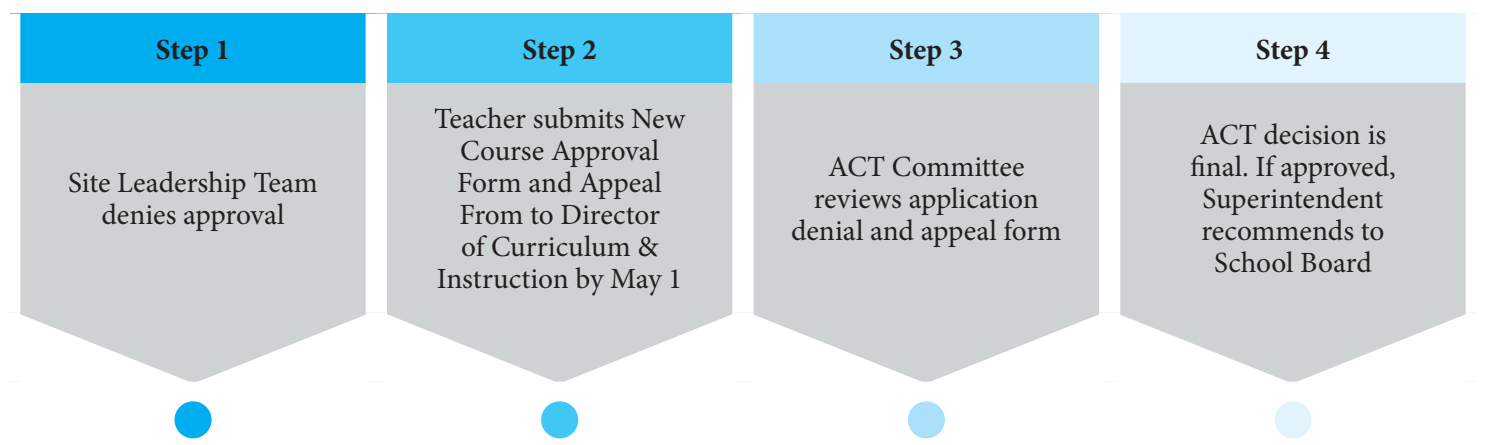 Step 1
Site Leadership Team
denies approval
Step 2
Teacher submits New
Course Approval
Form and Appeal
From to Director
of Curriculum &
Instruction by May 1
Step 3
ACT Committee
reviews application
denial and appeal form
Step 4
ACT decision is
final. If approved,
Superintendent
recommends to
School Board